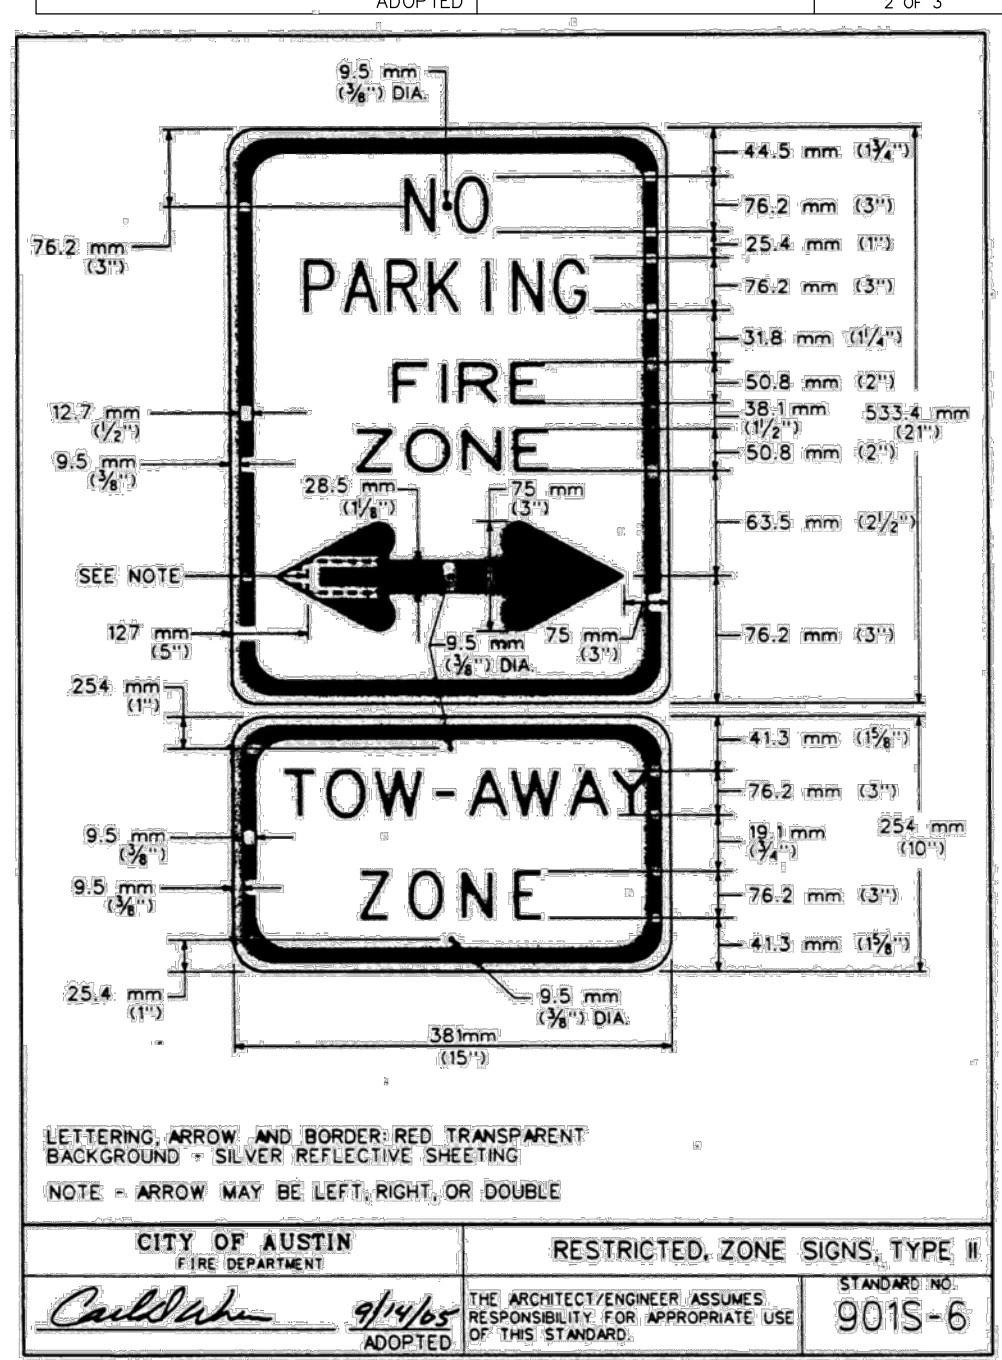 ADOPTED
2 OF 3
9.5 mm
(3/8") DIA.
44.5 mm (1 3/4")
NO
76.2 mm (3")
76.2 mm
(3")
25.4 mm (1")
PARKING
76.2 mm (3")
31.8 mm (1 1/4")
FIRE
50.8 mm (2")
12.7 mm
(1/2")
38.1 mm
(1 1/2")
533.4 mm
(21")
ZONE
50.8 mm (2")
9.5 mm
(3/8")
28.5 mm
(1 1/8")
75 mm
(3")
63.5 mm (2 1/2")
SEE NOTE
127 mm
(5")
9.5 mm
(3/8") DIA.
75 mm
(3")
76.2 mm (3")
254 mm
(1")
41.3 mm (1 5/8")
TOW-AWAY
76.2 mm (3")
9.5 mm
(3/8")
19.1 mm
(3/4")
254 mm
(10")
ZONE
9.5 mm
(3/8")
76.2 mm (3")
41.3 mm (1 5/8")
25.4 mm
(1")
9.5 mm
(3/8") DIA.
381mm
(15")
LETTERING, ARROW AND BORDER: RED TRANSPARENT
BACKGROUND - SILVER REFLECTIVE SHEETING
NOTE - ARROW MAY BE LEFT, RIGHT, OR DOUBLE
CITY OF AUSTIN
FIRE DEPARTMENT
RESTRICTED, ZONE SIGNS, TYPE II
9/14/05
ADOPTED
THE ARCHITECT/ENGINEER ASSUMES
RESPONSIBILITY FOR APPROPRIATE USE
OF THIS STANDARD.
STANDARD NO.
901S-6